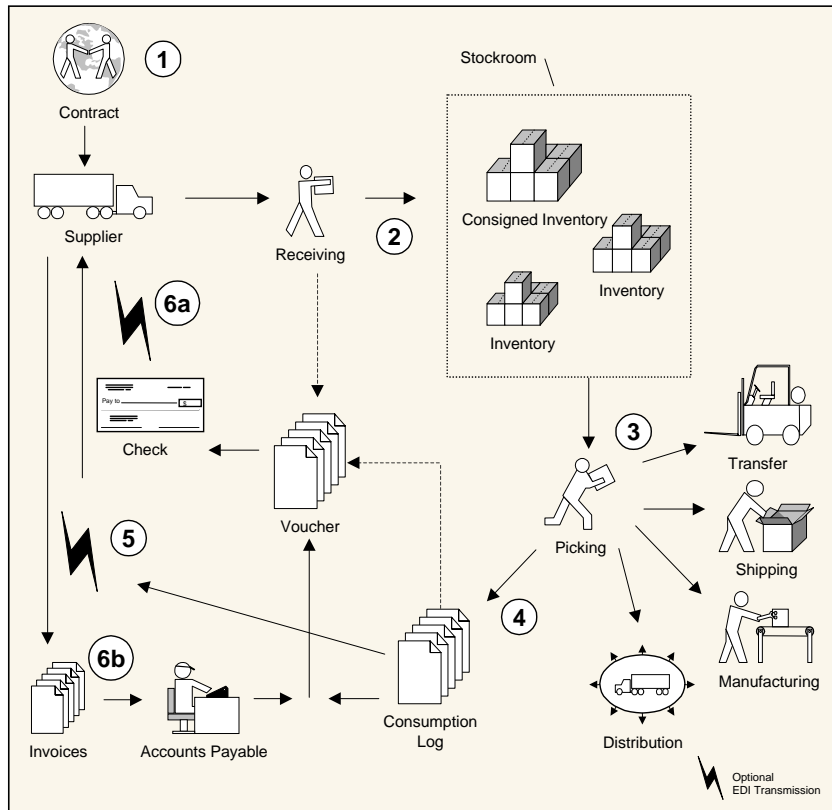 1
Stockroom
Contract
Supplier
Receiving
2
Consigned Inventory
Inventory
Inventory
6a
Pay to
$
Check
Voucher
3
Transfer
Picking
Shipping
5
4
Manufacturing
6b
Invoices
Accounts Payable
Consumption
Log
Distribution
Optional
EDI Transmission